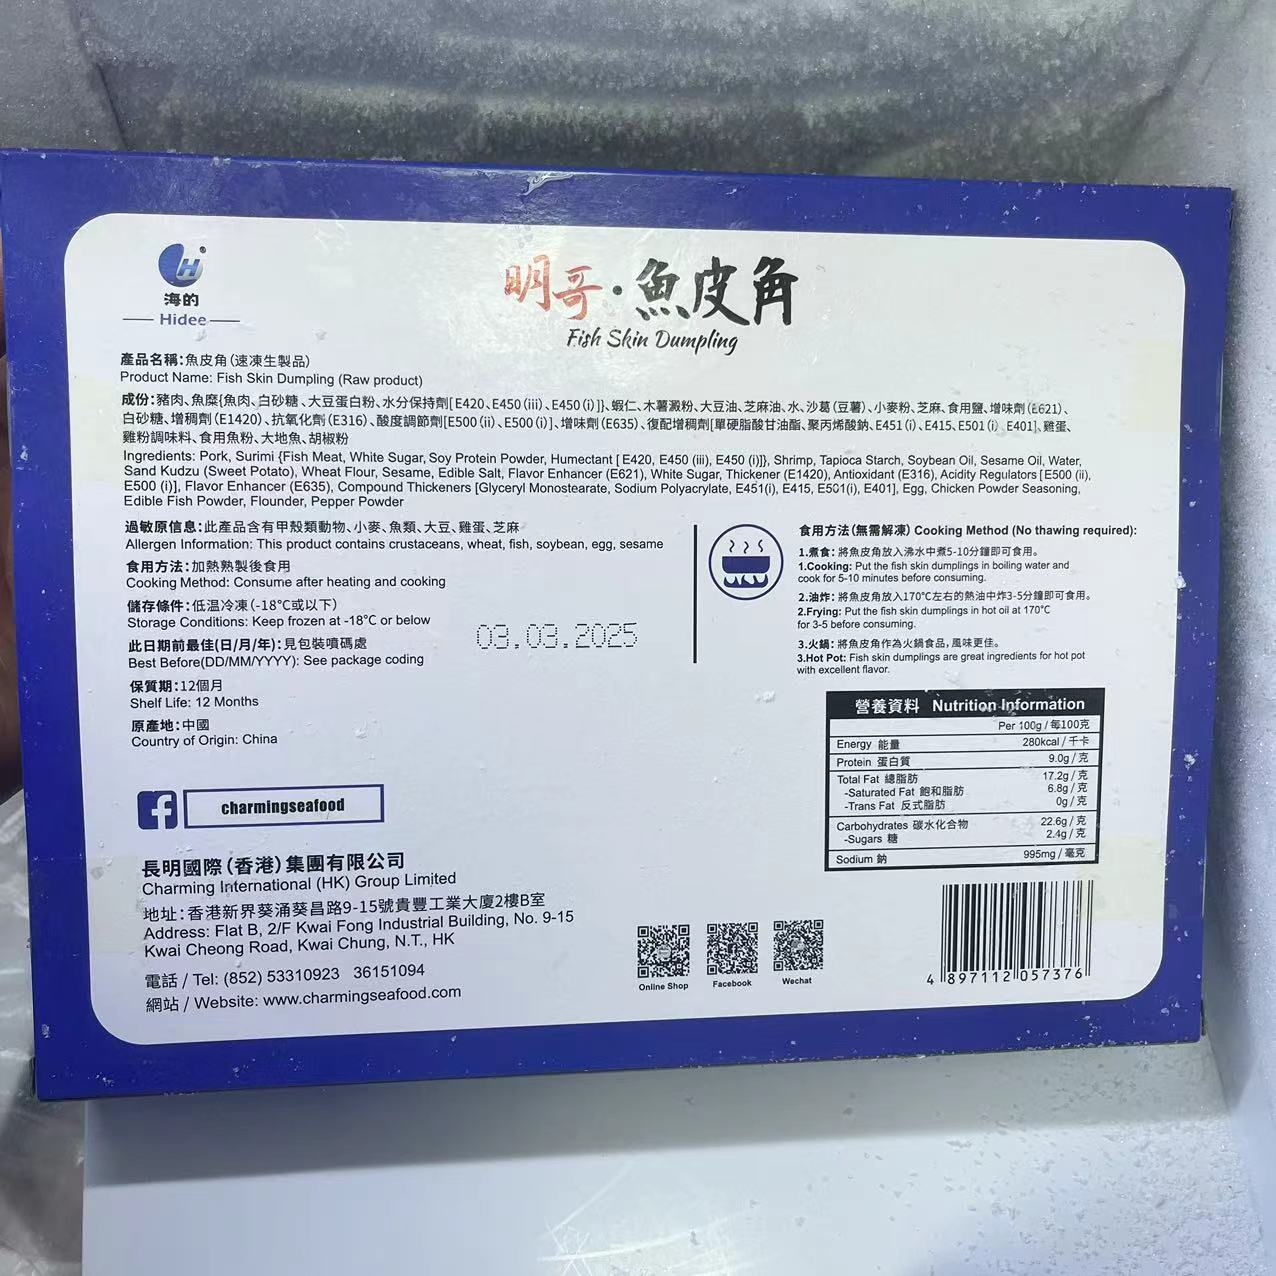 海的
Hidee
明哥·魚皮角
Fish Skin Dumpling
產品名稱:魚皮角(速凍生製品)
Product Name: Fish Skin Dumpling (Raw product)
成份:豬肉、魚糜{魚肉、白砂糖、大豆蛋白粉、水分保持劑[E420、E450(iii)、E450(i)]}、蝦仁、木薯澱粉、大豆油、芝麻油、水、沙葛(豆薯)、小麥粉、芝麻、食用鹽、增味劑(E621)、
白砂糖、增稠劑(E1420)、抗氧化劑(E316)、酸度調節劑[E500(ii)、E500(i)]、增味劑(E635)、復配增稠劑[單硬脂酸甘油酯、聚丙烯酸鈉、E451(i)、E415、E501(i)、E401]、雞蛋、
雞粉調味料、食用魚粉、大地魚、胡椒粉
Ingredients: Pork, Surimi {Fish Meat, White Sugar, Soy Protein Powder, Humectant [ E420, E450 (iii), E450 (i)]}, Shrimp, Tapioca Starch, Soybean Oil, Sesame Oil, Water,
Sand Kudzu (Sweet Potato), Wheat Flour, Sesame, Edible Salt, Flavor Enhancer (E621), White Sugar, Thickener (E1420), Antioxidant (E316), Acidity Regulators [E500 (ii),
E500 (i)], Flavor Enhancer (E635), Compound Thickeners [Glyceryl Monostearate, Sodium Polyacrylate, E451(i), E415, E501(i), E401], Egg, Chicken Powder Seasoning,
Edible Fish Powder, Flounder, Pepper Powder
過敏原信息:此產品含有甲殼類動物、小麥、魚類、大豆、雞蛋、芝麻
Allergen Information: This product contains crustaceans, wheat, fish, soybean, egg, sesame
食用方法:加熱熟製後食用
Cooking Method: Consume after heating and cooking
儲存條件:低温冷凍(-18°C或以下)
Storage Conditions: Keep frozen at -18°C or below
此日期前最佳(日/月/年):見包裝噴碼處
Best Before(DD/MM/YYYY): See package coding
03.03.2025
保質期:12個月
Shelf Life: 12 Months
原產地:中國
Country of Origin: China
食用方法(無需解凍) Cooking Method (No thawing required):
1.煮食:將魚皮角放入沸水中煮5-10分鐘即可食用。
1.Cooking: Put the fish skin dumplings in boiling water and
cook for 5-10 minutes before consuming.
2.油炸:將魚皮角放入170°C左右的熱油中炸3-5分鐘即可食用。
2.Frying: Put the fish skin dumplings in hot oil at 170°C
for 3-5 before consuming.
3.火鍋:將魚皮角作為火鍋食品,風味更佳。
3.Hot Pot: Fish skin dumplings are great ingredients for hot pot
with excellent flavor.
營養資料 Nutrition Information
Per 100g / 每100克
Energy 能量 280kcal / 千卡
Protein 蛋白質 9.0g / 克
Total Fat 總脂肪 17.2g / 克
-Saturated Fat 飽和脂肪 6.8g / 克
-Trans Fat 反式脂肪 0g / 克
Carbohydrates 碳水化合物 22.6g / 克
-Sugars 糖 2.4g / 克
Sodium 鈉 995mg / 毫克
charmingseafood
長明國際(香港)集團有限公司
Charming International (HK) Group Limited
地址:香港新界葵涌葵昌路9-15號貴豐工業大廈2樓B室
Address: Flat B, 2/F Kwai Fong Industrial Building, No. 9-15
Kwai Cheong Road, Kwai Chung, N.T., HK
電話 / Tel: (852) 53310923 36151094
網站 / Website: www.charmingseafood.com
Online Shop
Facebook
Wechat
4 897112 057376